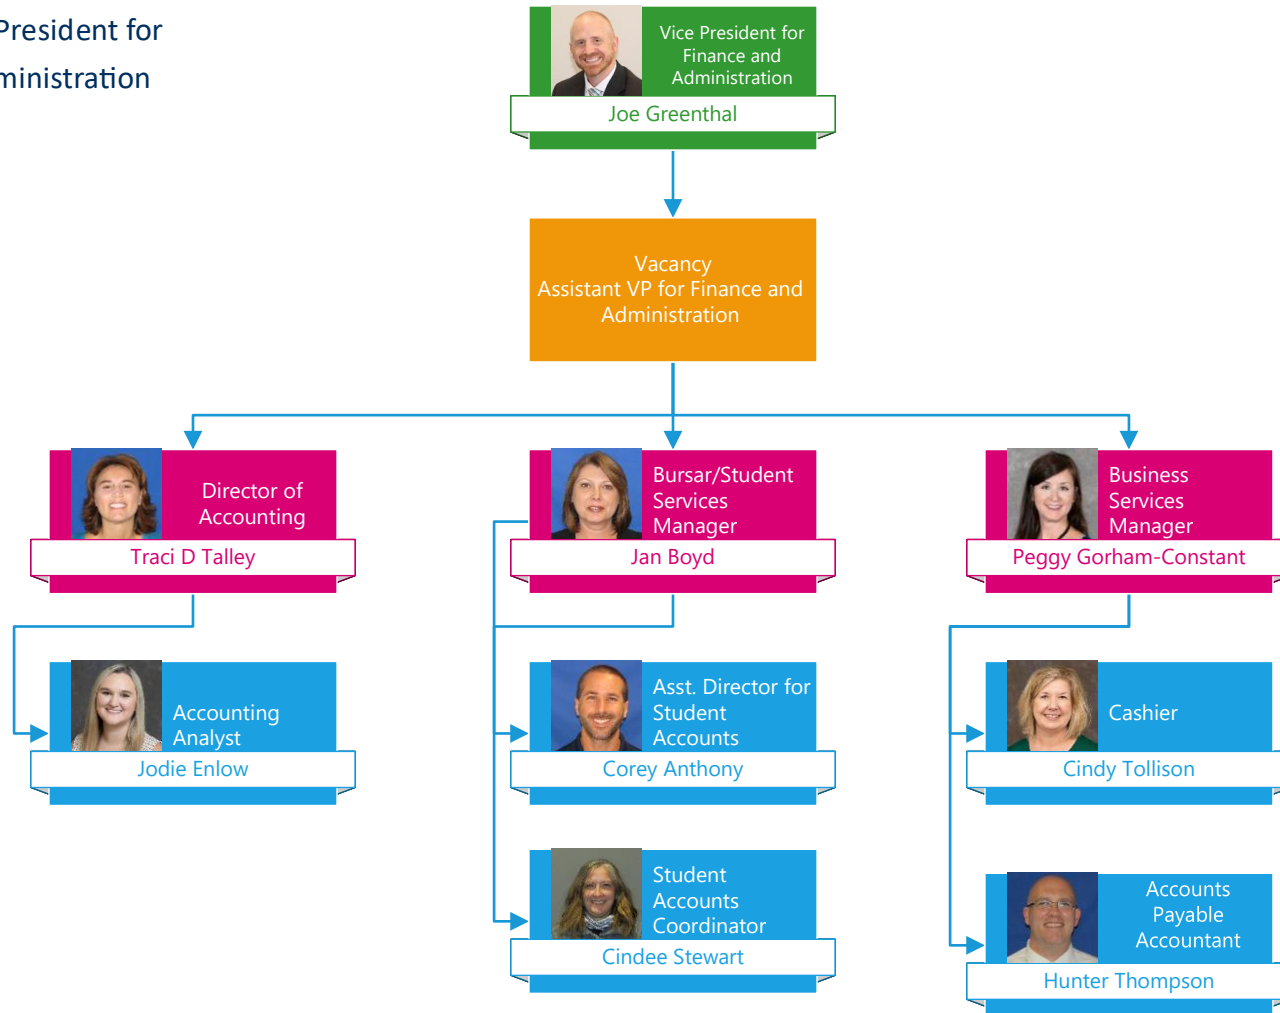 President for
ministration
Vice President for
Finance and
Administration
Joe Greenthal
Vacancy
Assistant VP for Finance and
Administration
Director of
Accounting
Traci D Talley
Bursar/Student
Services
Manager
Jan Boyd
Business
Services
Manager
Peggy Gorham-Constant
Accounting
Analyst
Jodie Enlow
Asst. Director for
Student
Accounts
Corey Anthony
Cashier
Cindy Tollison
Student
Accounts
Coordinator
Cindee Stewart
Accounts
Payable
Accountant
Hunter Thompson